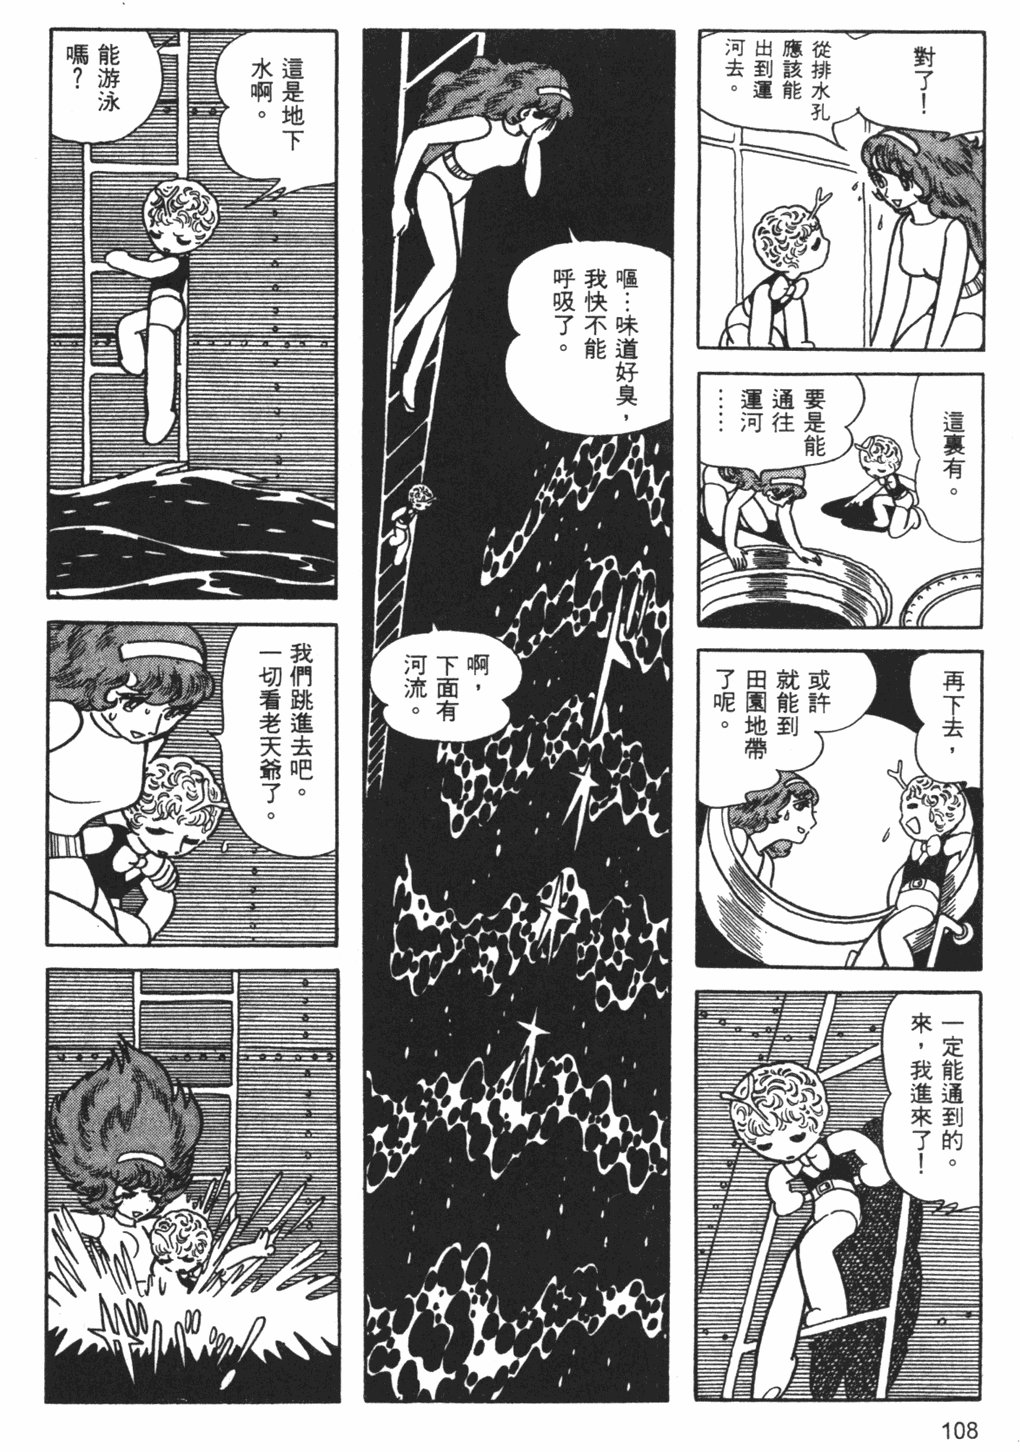 對了！
從排水孔
應該能
出到運
河去。
這裏有。
要是能
通往
運河
……
再下去，
或許
就能到
田園地帶
了呢。
一定能通到的。
來，我進來了！
嘔…味道好臭，
我快不能
呼吸了。
啊，
下面有
河流。
這是地下
水啊。
能游泳
嗎？
我們跳進去吧。
一切看老天爺了。
108